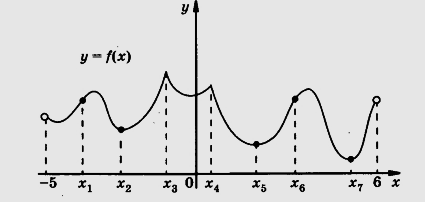 y
y = f(x)
−5 x₁ x₂ x₃ 0 x₄ x₅ x₆ x₇ 6 x